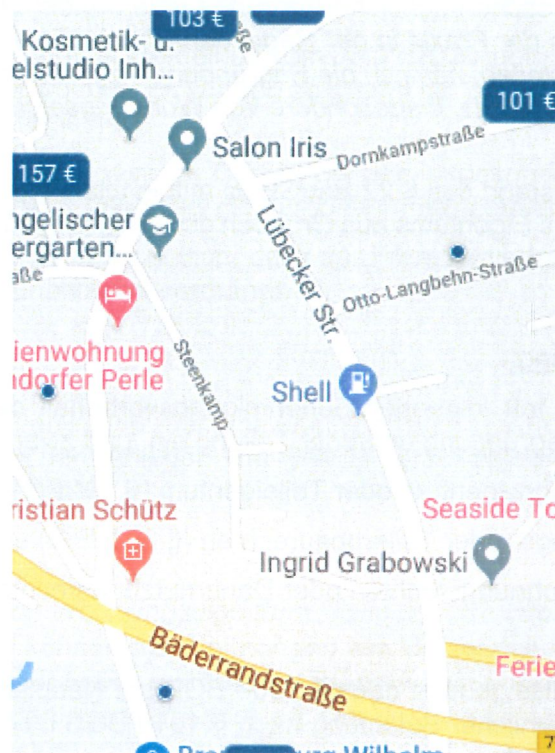 103 €
Kosmetik- u.
elstudio Inh...
101 €
Salon Iris
Dornkampstraße
157 €
ngelischer
ergarten...
Lübecker Str.
Otto-Langbehn-Straße
aße
ienwohnung
ndorfer Perle
Steenkamp
Shell
ristian Schütz
Seaside To
Ingrid Grabowski
Bäderrandstraße
Ferie